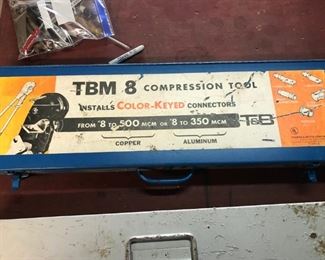 TBM 8 COMPRESSION TOOL
INSTALLS COLOR-KEYED CONNECTORS
FROM #8 TO 500 MCM OR #8 TO 350 MCM
COPPER ALUMINUM
T&B